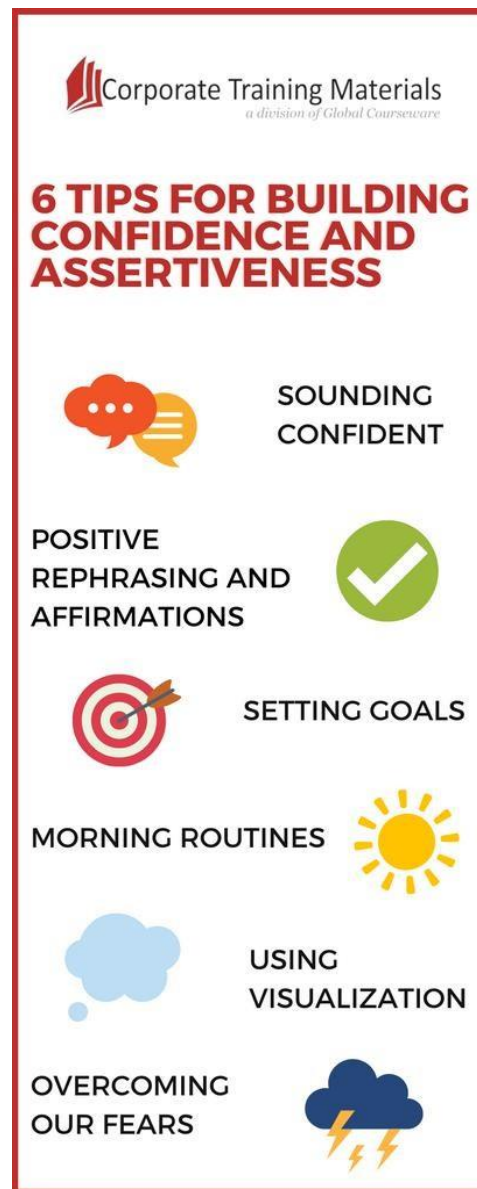 Corporate Training Materials
a division of Global Courseware
6 TIPS FOR BUILDING
CONFIDENCE AND
ASSERTIVENESS
SOUNDING
CONFIDENT
POSITIVE
REPHRASING AND
AFFIRMATIONS
SETTING GOALS
MORNING ROUTINES
USING
VISUALIZATION
OVERCOMING
OUR FEARS